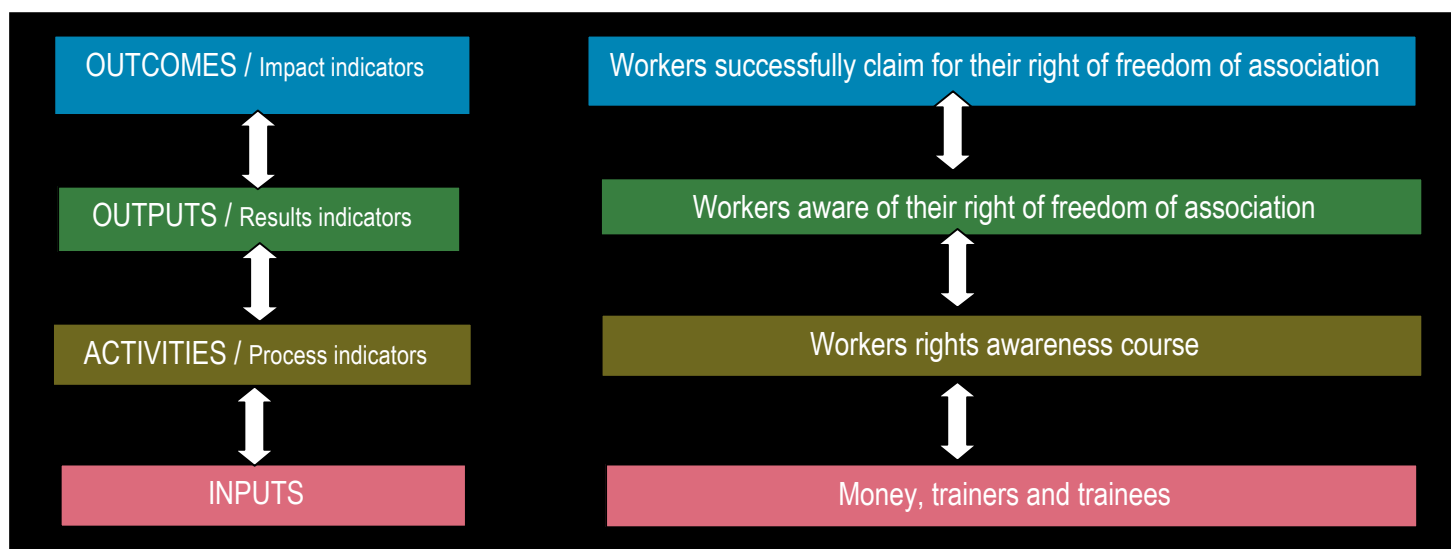 OUTCOMES / Impact indicators
Workers successfully claim for their right of freedom of association
OUTPUTS / Results indicators
Workers aware of their right of freedom of association
ACTIVITIES / Process indicators
Workers rights awareness course
INPUTS
Money, trainers and trainees